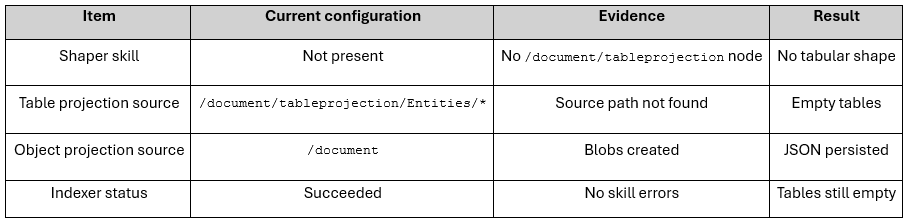 Item Current configuration Evidence Result
Shaper skill Not present No /document/tableprojection node No tabular shape
Table projection source /document/tableprojection/Entities/* Source path not found Empty tables
Object projection source /document Blobs created JSON persisted
Indexer status Succeeded No skill errors Tables still empty